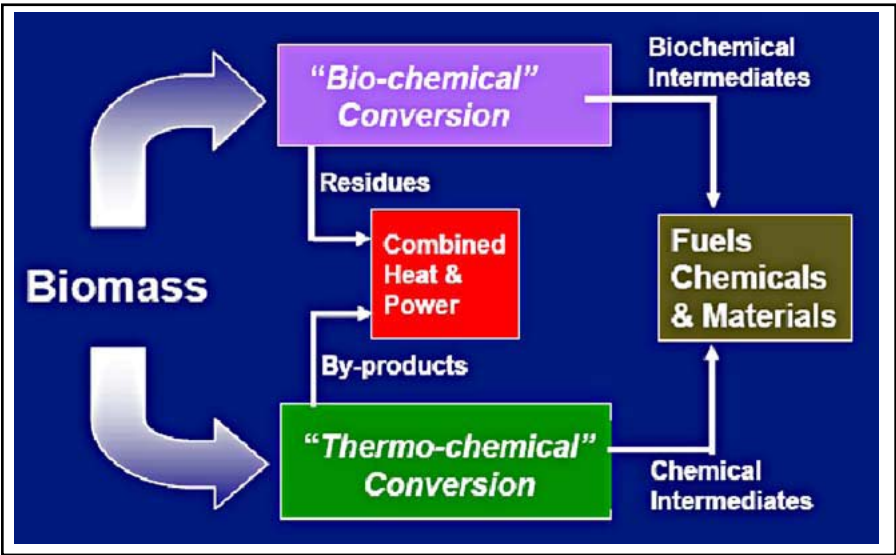 "Bio-chemical"
Conversion
Biochemical
Intermediates
Residues
Combined
Heat &
Power
Fuels
Chemicals
& Materials
Biomass
By-products
"Thermo-chemical"
Conversion
Chemical
Intermediates